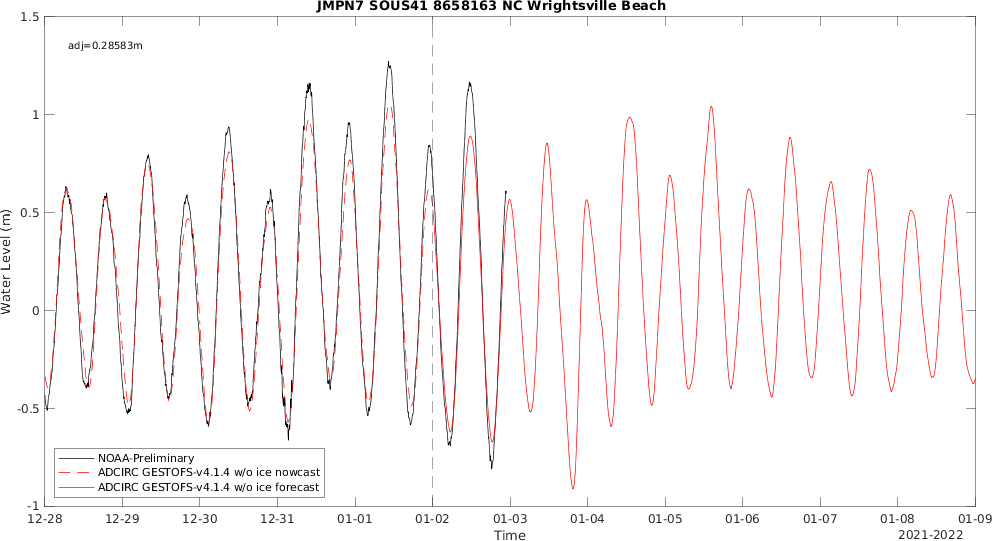 JMPN7 SOUS41 8658163 NC Wrightsville Beach
adj=0.28583m
1.5
1
0.5
0
-0.5
-1
Water Level (m)
NOAA-Preliminary
ADCIRC GESTOFS-v4.1.4 w/o ice nowcast
ADCIRC GESTOFS-v4.1.4 w/o ice forecast
12-28 12-29 12-30 12-31 01-01 01-02 01-03 01-04 01-05 01-06 01-07 01-08 01-09
Time
2021-2022